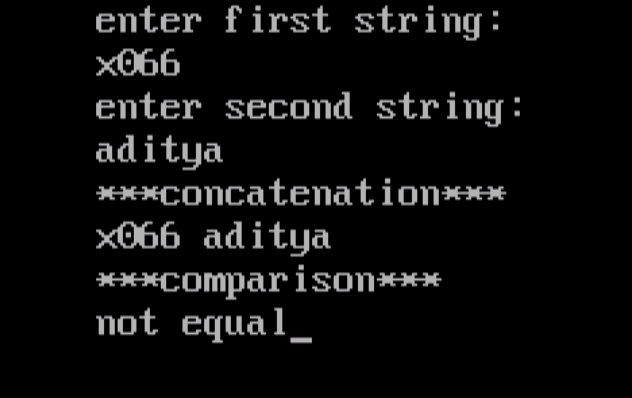 enter first string:
x066
enter second string:
aditya
***concatenation***
x066 aditya
***comparison***
not equal_